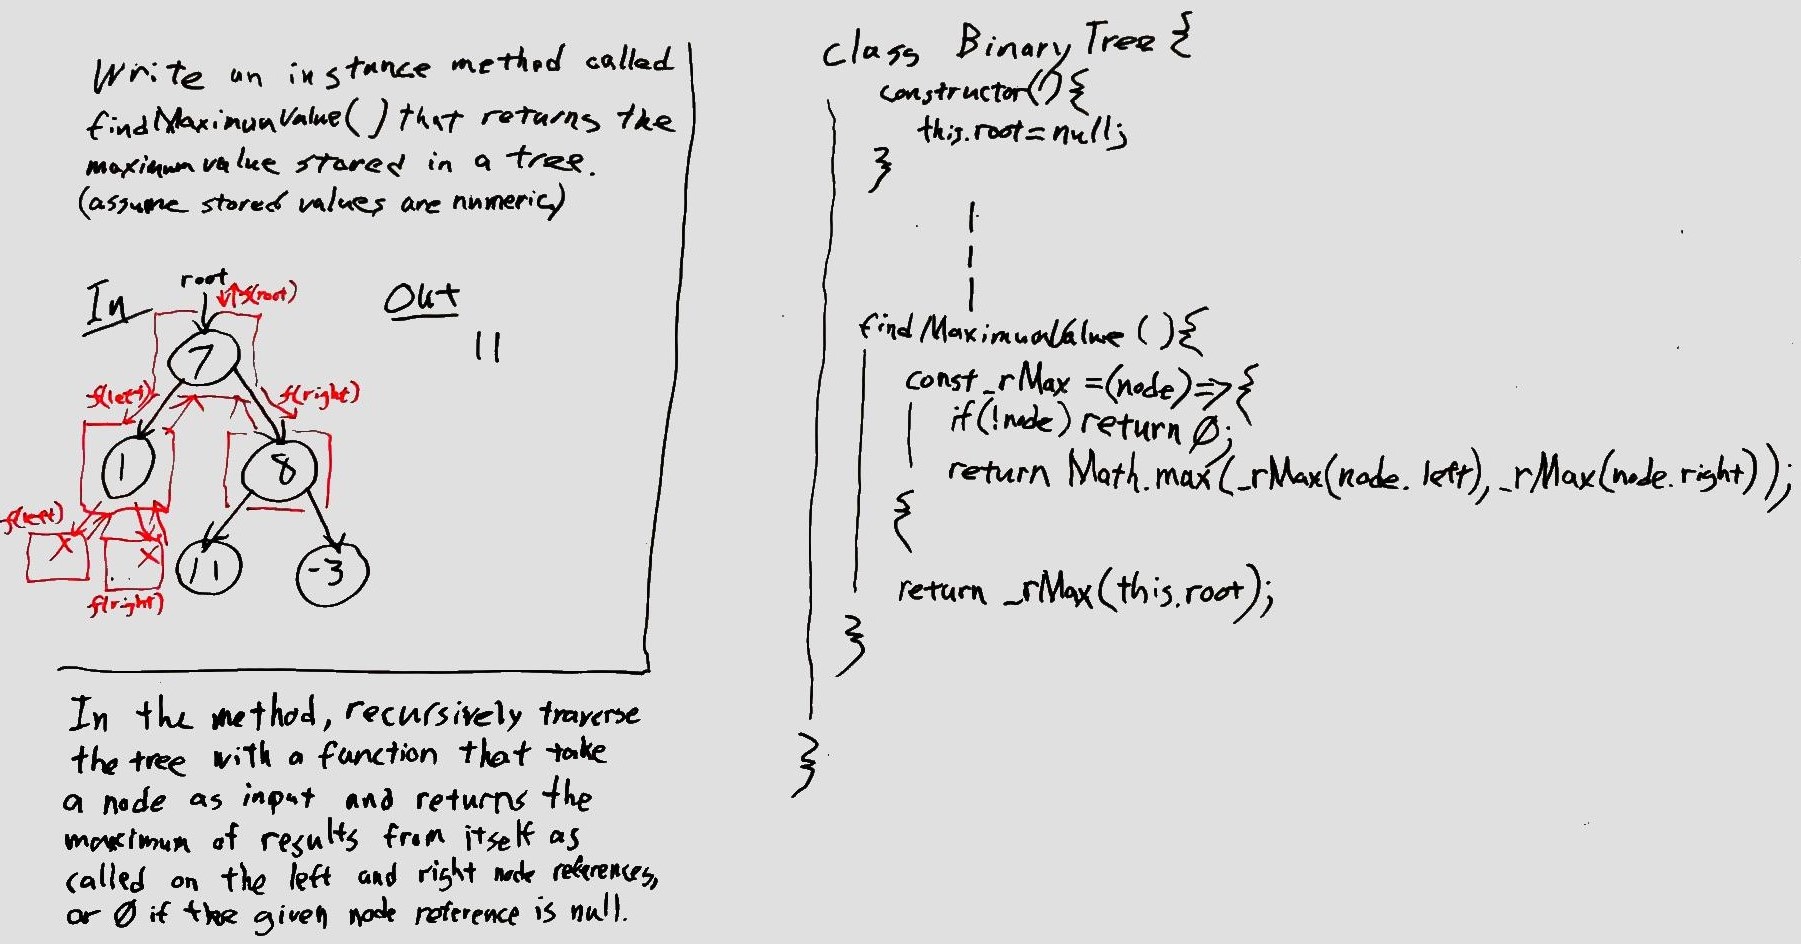 Write an instance method called
findMaximumValue() that returns the
maximum value stored in a tree.
(assume stored values are numeric)
In
Out
root
f(root)
7
11
f(left)
f(right)
1
8
f(left)
x
x
11
-3
f(right)
In the method, recursively traverse
the tree with a function that take
a node as input and returns the
maximum of results from itself as
called on the left and right node references,
or 0 if the given node reference is null.
class BinaryTree {
constructor(){
this.root=null;
}
findMaximumValue(){
const _rMax =(node)=>{
if(!node) return 0;
return Math.max(_rMax(node.left), _rMax(node.right));
{
return _rMax(this.root);
}
}